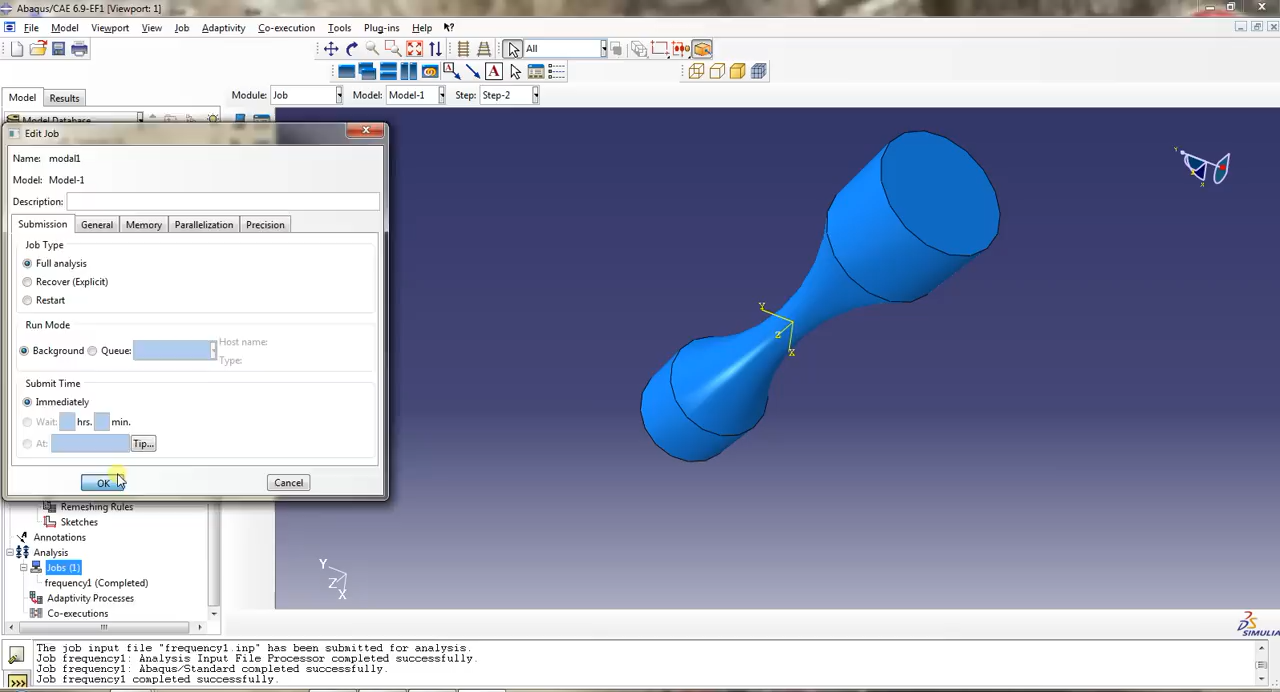 Abaqus/CAE 6.9-EF1 [Viewport: 1]
File Model Viewport View Job Adaptivity Co-execution Tools Plug-ins Help
All
Model Results
Module: Job Model: Model-1 Step: Step-2
Model Database
Edit Job
Name: modal1
Model: Model-1
Description:
Submission General Memory Parallelization Precision
Job Type
Full analysis
Recover (Explicit)
Restart
Run Mode
Background Queue: Host name:
Type:
Submit Time
Immediately
Wait: hrs. min.
At: Tip...
OK Cancel
Remeshing Rules
Sketches
Annotations
Analysis
Jobs (1)
frequency1 (Completed)
Adaptivity Processes
Co-executions
Y
Z
X
Y
Z
X
Y
X
SIMULIA
The job input file "frequency1.inp" has been submitted for analysis.
Job frequency1: Analysis Input File Processor completed successfully.
Job frequency1: Abaqus/Standard completed successfully.
Job frequency1 completed successfully.
>>>